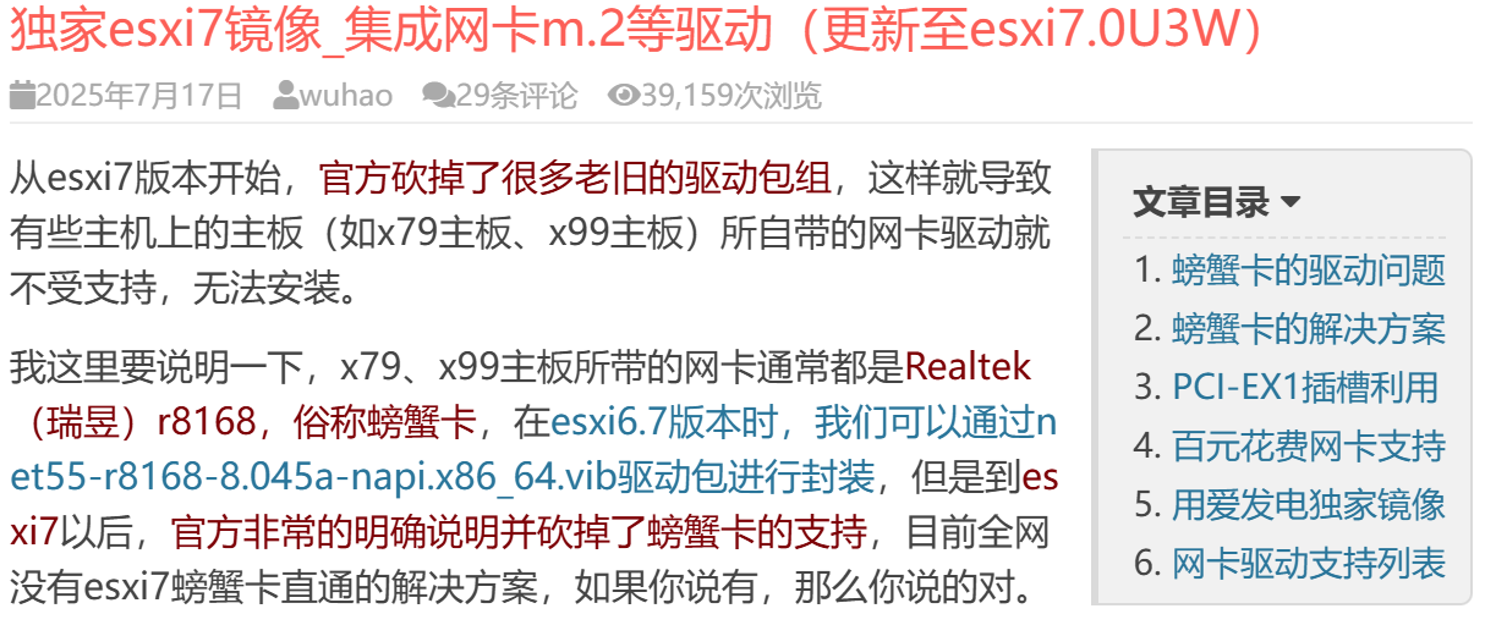 独家esxi7镜像_集成网卡m.2等驱动（更新至esxi7.0U3W）
2025年7月17日 wuhao 29条评论 39,159次浏览
从esxi7版本开始，官方砍掉了很多老旧的驱动包组，这样就导致
有些主机上的主板（如x79主板、x99主板）所自带的网卡驱动就
不受支持，无法安装。
我这里要说明一下，x79、x99主板所带的网卡通常都是Realtek
（瑞昱）r8168，俗称螃蟹卡，在esxi6.7版本时，我们可以通过n
et55-r8168-8.045a-napi.x86_64.vib驱动包进行封装，但是到es
xi7以后，官方非常的明确说明并砍掉了螃蟹卡的支持，目前全网
没有esxi7螃蟹卡直通的解决方案，如果你说有，那么你说的对。
文章目录
1. 螃蟹卡的驱动问题
2. 螃蟹卡的解决方案
3. PCI-EX1插槽利用
4. 百元花费网卡支持
5. 用爱发电独家镜像
6. 网卡驱动支持列表